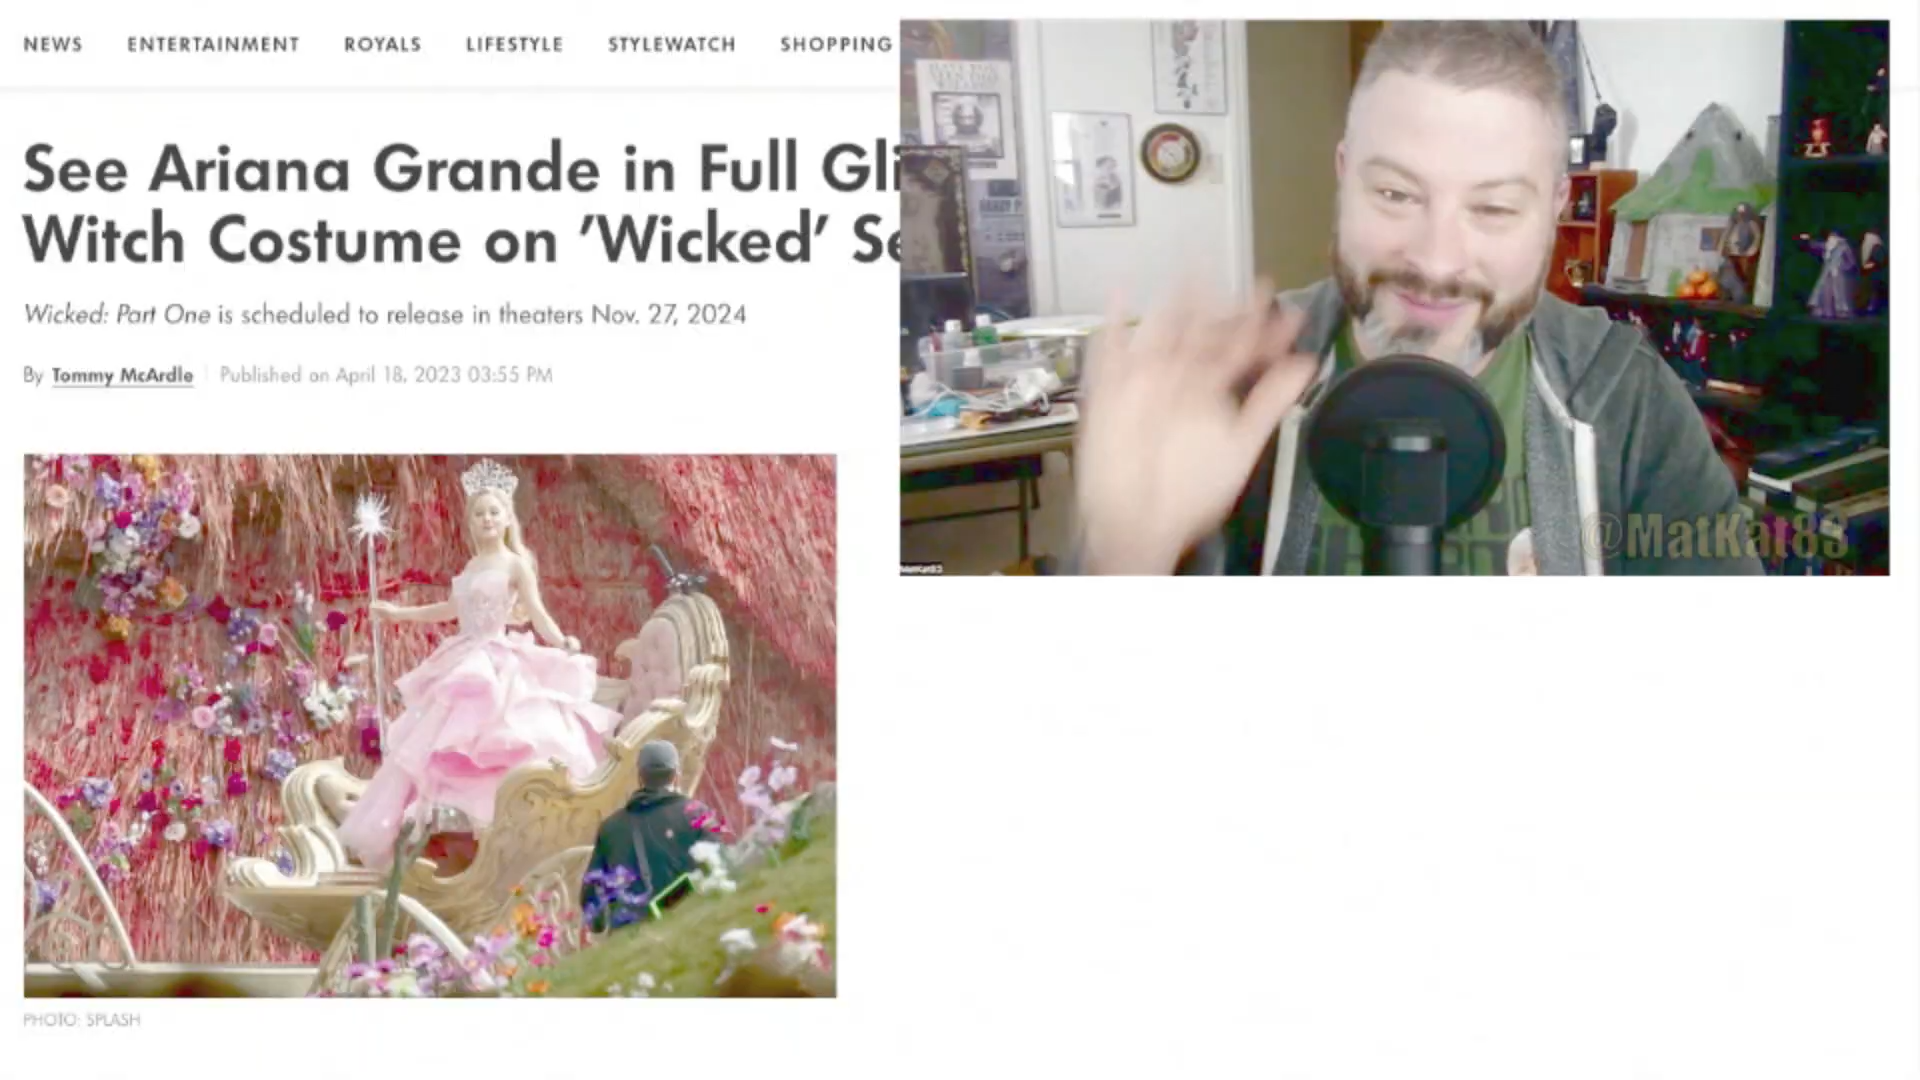 NEWS ENTERTAINMENT ROYALS LIFESTYLE STYLEWATCH SHOPPING
See Ariana Grande in Full Gli
Witch Costume on 'Wicked' Se
Wicked: Part One is scheduled to release in theaters Nov. 27, 2024
By Tommy McArdle Published on April 18, 2023 03:55 PM
@MatKat83
MatKat83
PHOTO: SPLASH